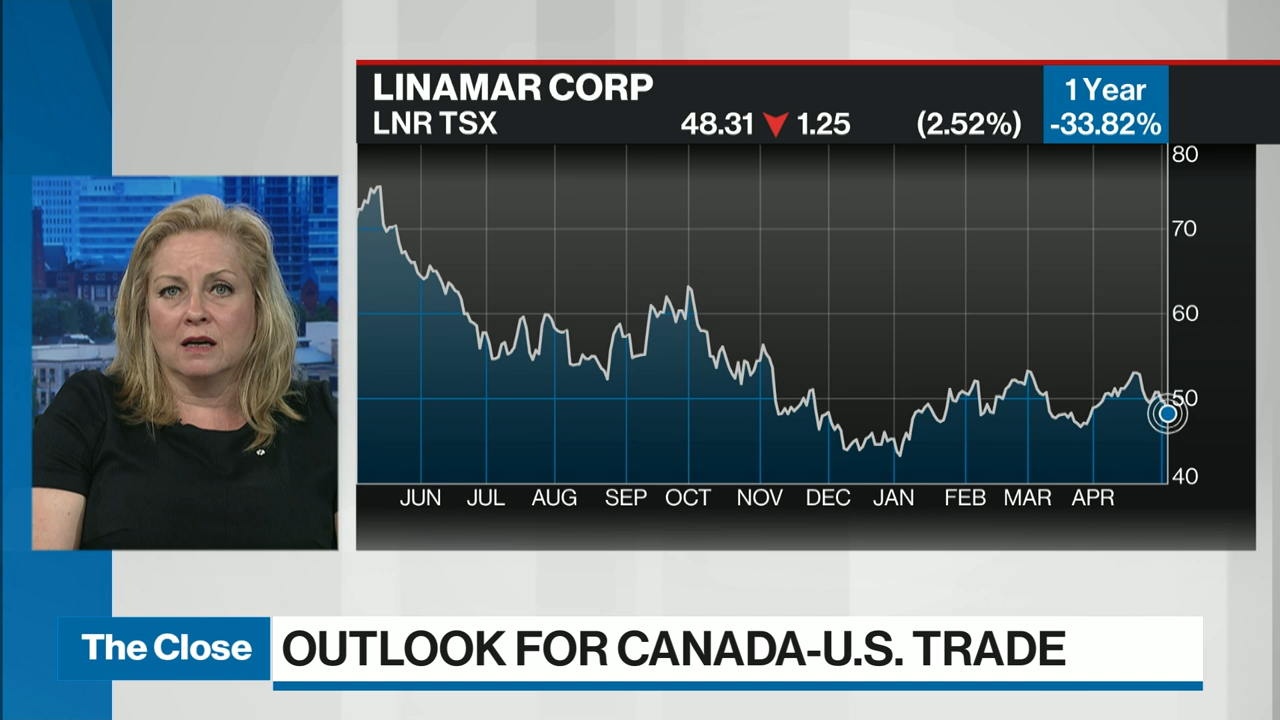 LINAMAR CORP
LNR TSX 48.31 1.25 (2.52%)
1 Year
-33.82%
80
70
60
50
40
JUN JUL AUG SEP OCT NOV DEC JAN FEB MAR APR
The Close OUTLOOK FOR CANADA-U.S. TRADE